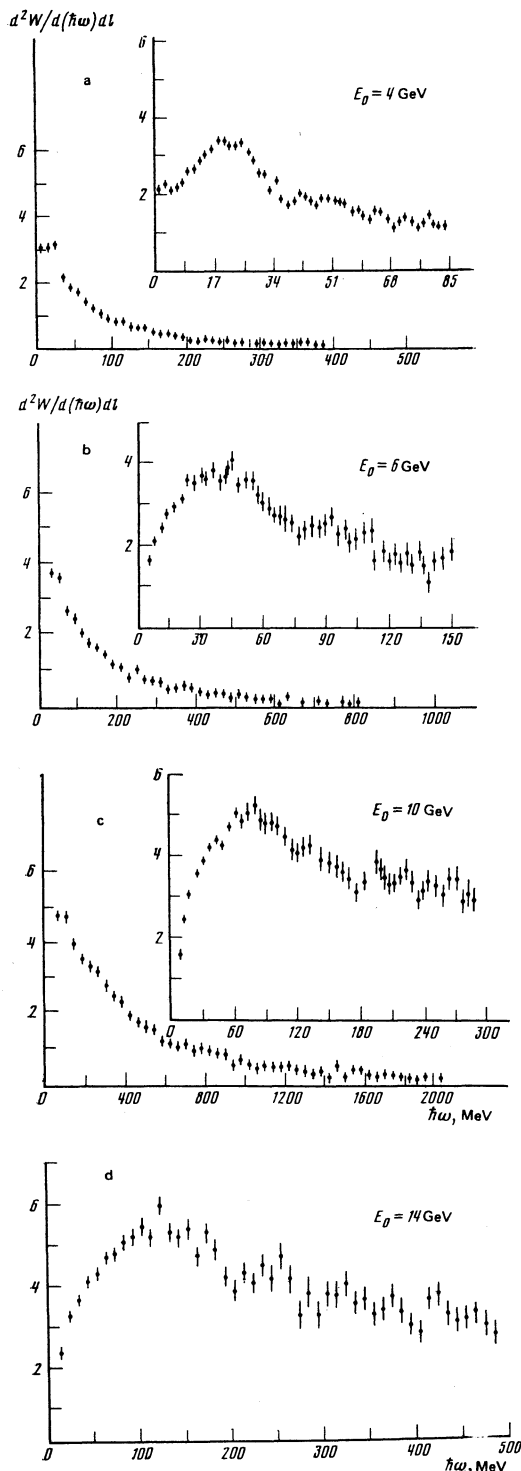 d²W/d(ħω)dl
a
E₀ = 4 GeV
6
4
2
0 17 34 51 68 85
6
4
2
0 100 200 300 400 500
d²W/d(ħω)dl
b
E₀ = 6 GeV
4
2
0 30 60 90 120 150
6
4
2
0 200 400 600 800 1000
c
E₀ = 10 GeV
6
4
2
0 60 120 180 240 300
6
4
2
0 400 800 1200 1600 2000
ħω, MeV
d
E₀ = 14 GeV
6
4
2
0 100 200 300 400 500
ħω, MeV